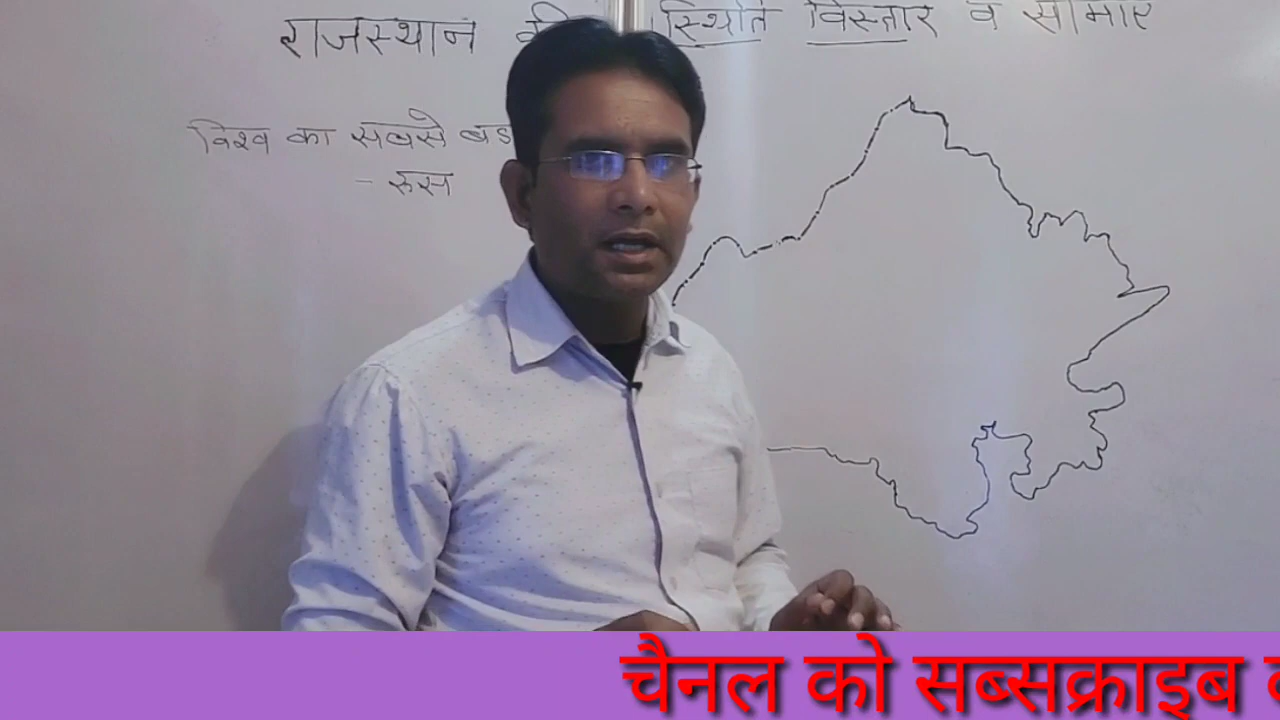 राजस्थान की स्थिति विस्तार व सीमाएं
विश्व का सबसे बड़
- रूस
चैनल को सब्सक्राइब